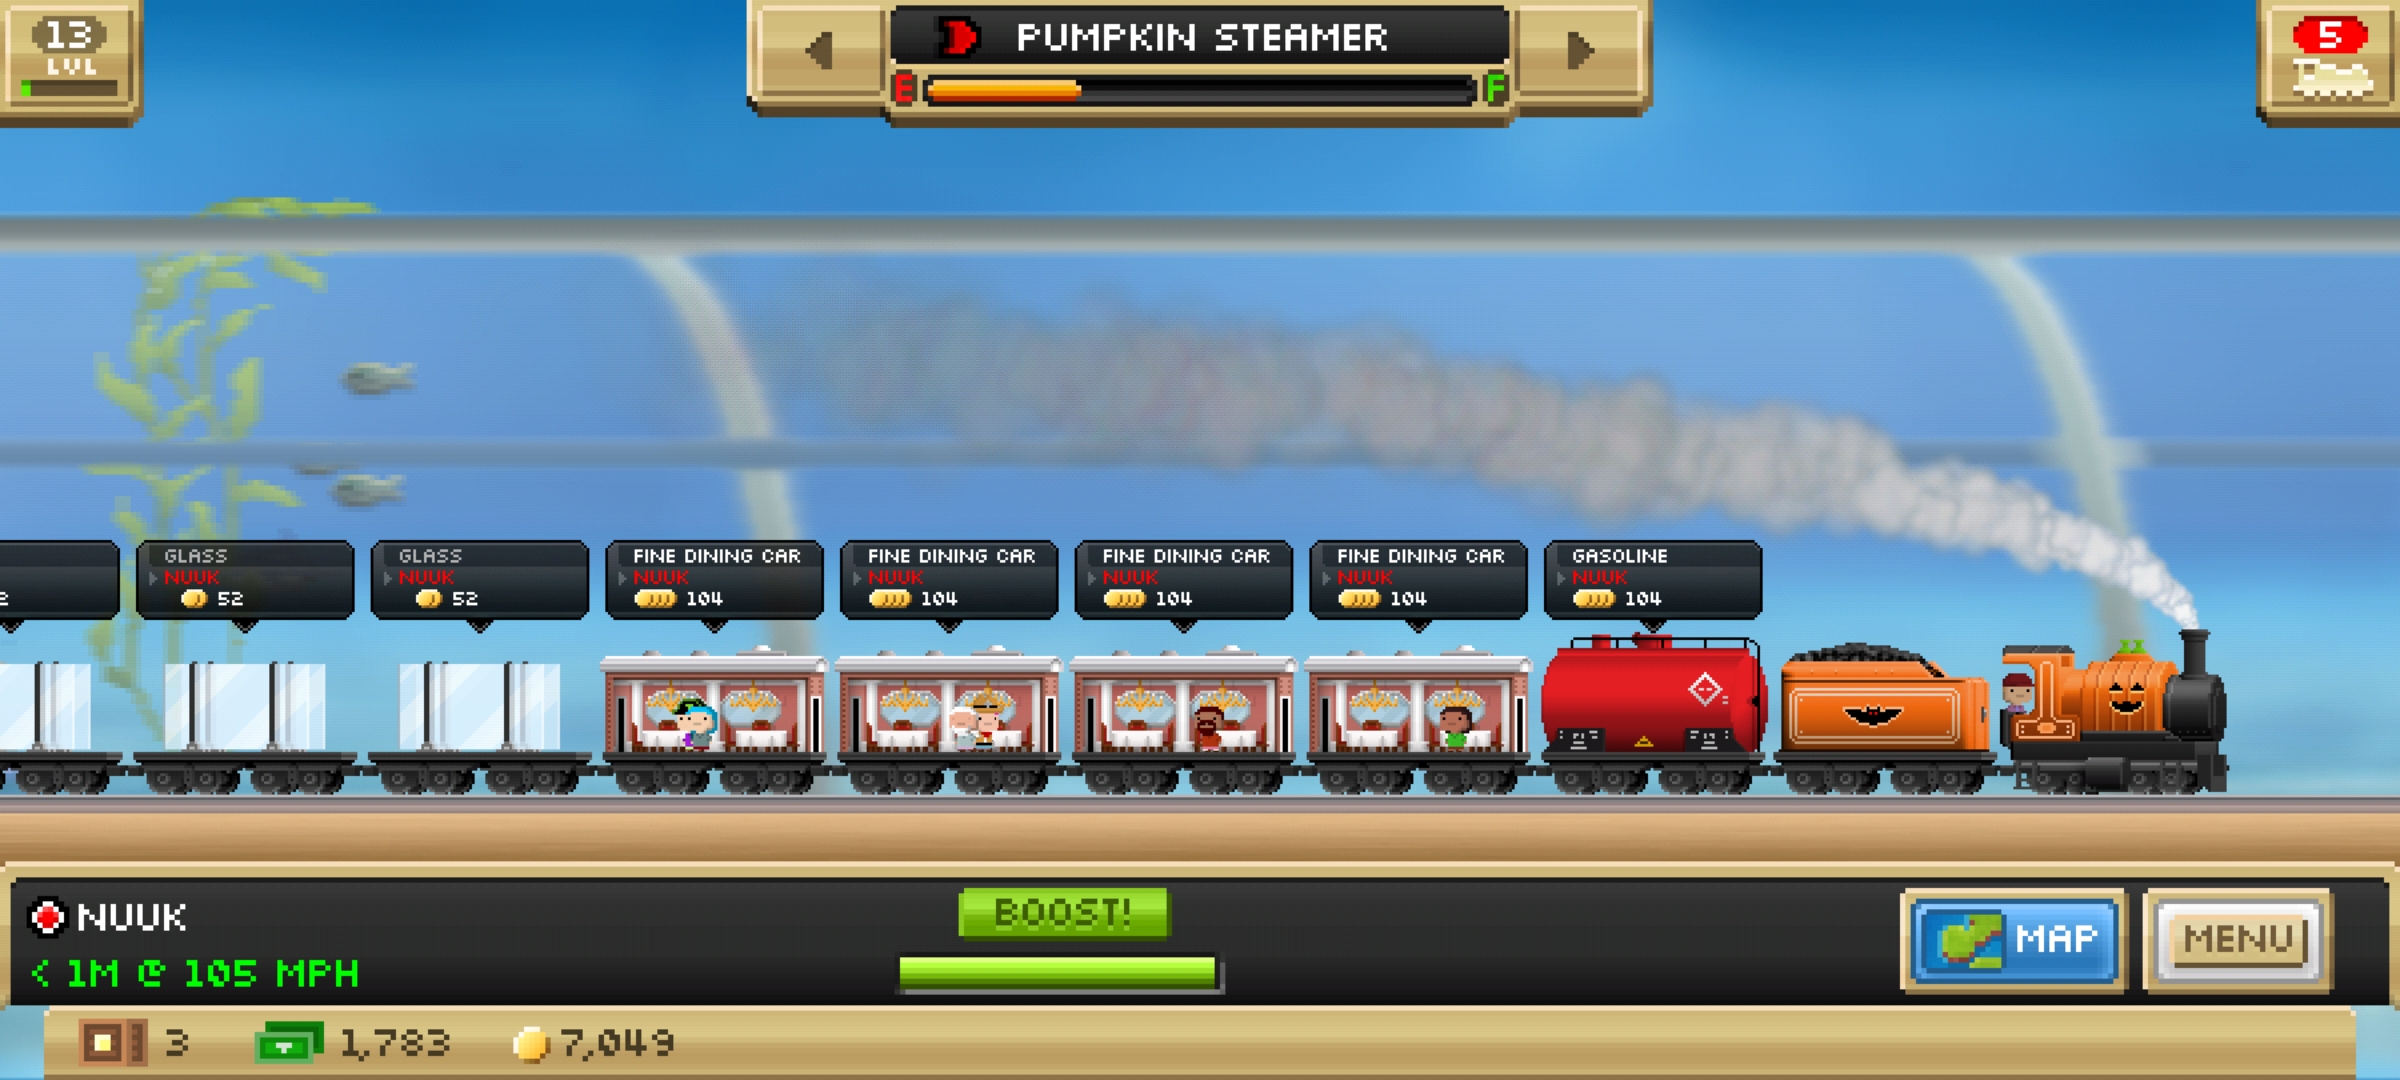 13
LVL
PUMPKIN STEAMER
E
F
5
2
GLASS
NUUK
52
GLASS
NUUK
52
FINE DINING CAR
NUUK
104
FINE DINING CAR
NUUK
104
FINE DINING CAR
NUUK
104
FINE DINING CAR
NUUK
104
GASOLINE
NUUK
104
NUUK
< 1M @ 105 MPH
BOOST!
MAP
MENU
3
1,783
7,049